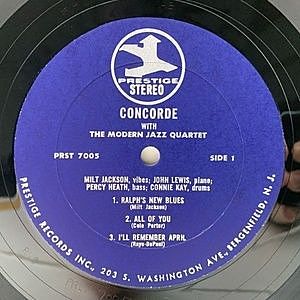 PRESTIGE
STEREO
CONCORDE
WITH
THE MODERN JAZZ QUARTET
PRST 7005
SIDE 1
MILT JACKSON, vibes; JOHN LEWIS, piano;
PERCY HEATH, bass; CONNIE KAY, drums
1. RALPH'S NEW BLUES
(Milt Jackson)
2. ALL OF YOU
(Cole Porter)
3. I'LL REMEMBER APRIL
(Raye-DePaul)
PRESTIGE RECORDS INC., 203 S. WASHINGTON AVE., BERGENFIELD, N. J.